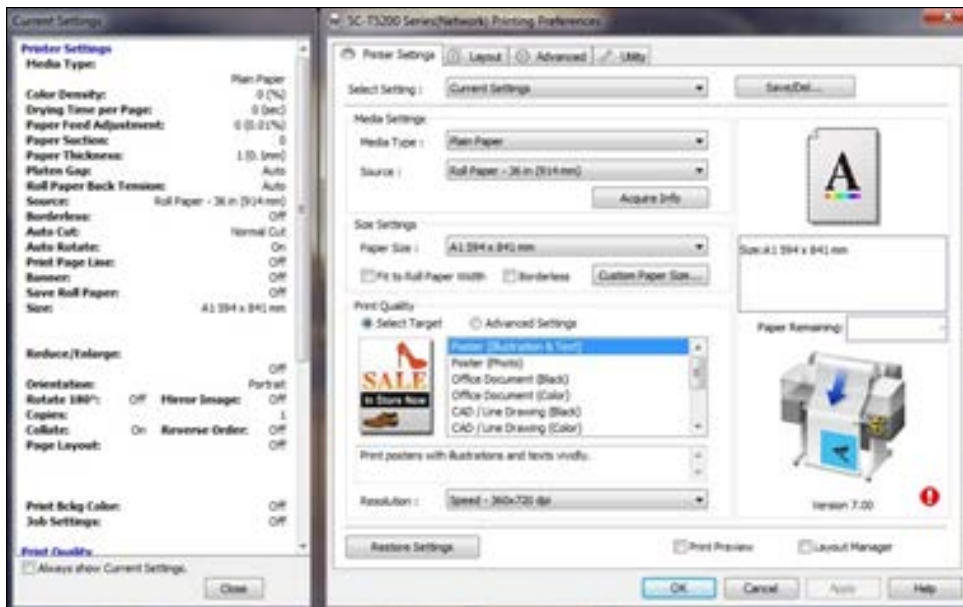 Current Settings
Printer Settings
Media Type:
Plain Paper
Color Density: 0 (%)
Drying Time per Page: 0 (sec)
Paper Feed Adjustment: 0 (0.01%)
Paper Suction: 0
Paper Thickness: 1 (0.1mm)
Platen Gap: Auto
Roll Paper Back Tension: Auto
Source: Roll Paper - 36 in (914 mm)
Borderless: Off
Auto Cut: Normal Cut
Auto Rotate: On
Print Page Line: Off
Banner: Off
Save Roll Paper: Off
Size: A1 594 x 841 mm
Reduce/Enlarge:
Off
Orientation: Portrait
Rotate 180°: Off Mirror Image: Off
Copies: 1
Collate: On Reverse Order: Off
Page Layout: Off
Print Bckg Color: Off
Job Settings: Off
Print Quality
Always show Current Settings.
Close
SC-T5200 Series(Network) Printing Preferences
Printer Settings Layout Advanced Utility
Select Setting : Current Settings Save/Del...
Media Settings
Media Type : Plain Paper
Source : Roll Paper - 36 in (914 mm)
Acquire Info
A
Size Settings
Paper Size : A1 594 x 841 mm
Fit to Roll Paper Width Borderless Custom Paper Size...
Size:A1 594 x 841 mm
Print Quality
Select Target Advanced Settings
Paper Remaining:
SALE
In Store Now
Poster (Illustration & Text)
Poster (Photo)
Office Document (Black)
Office Document (Color)
CAD / Line Drawing (Black)
CAD / Line Drawing (Color)
Print posters with illustrations and texts vividly.
Resolution : Speed - 360x720 dpi
Version 7.00
Restore Settings Print Preview Layout Manager
OK Cancel Apply Help